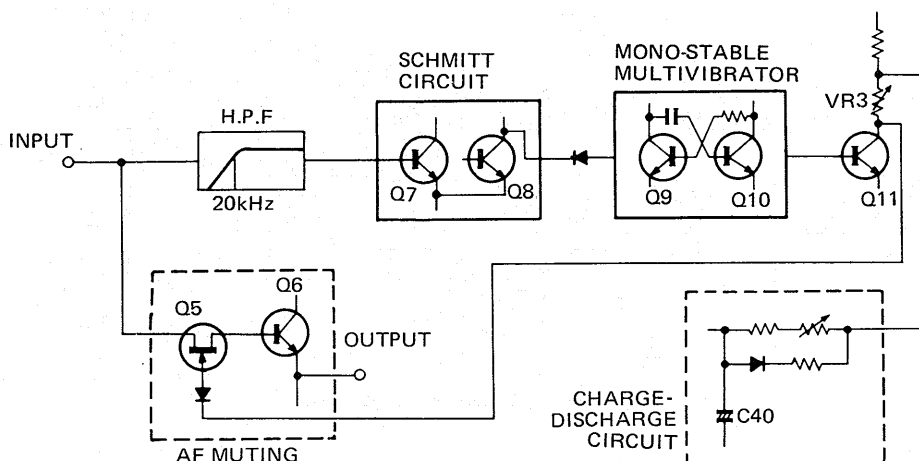 SCHMITT
CIRCUIT
MONO-STABLE
MULTIVIBRATOR
VR3
H.P.F
INPUT
20kHz
Q7
Q8
Q9
Q10
Q11
Q5
Q6
OUTPUT
CHARGE-
DISCHARGE
CIRCUIT
C40
AF MUTING